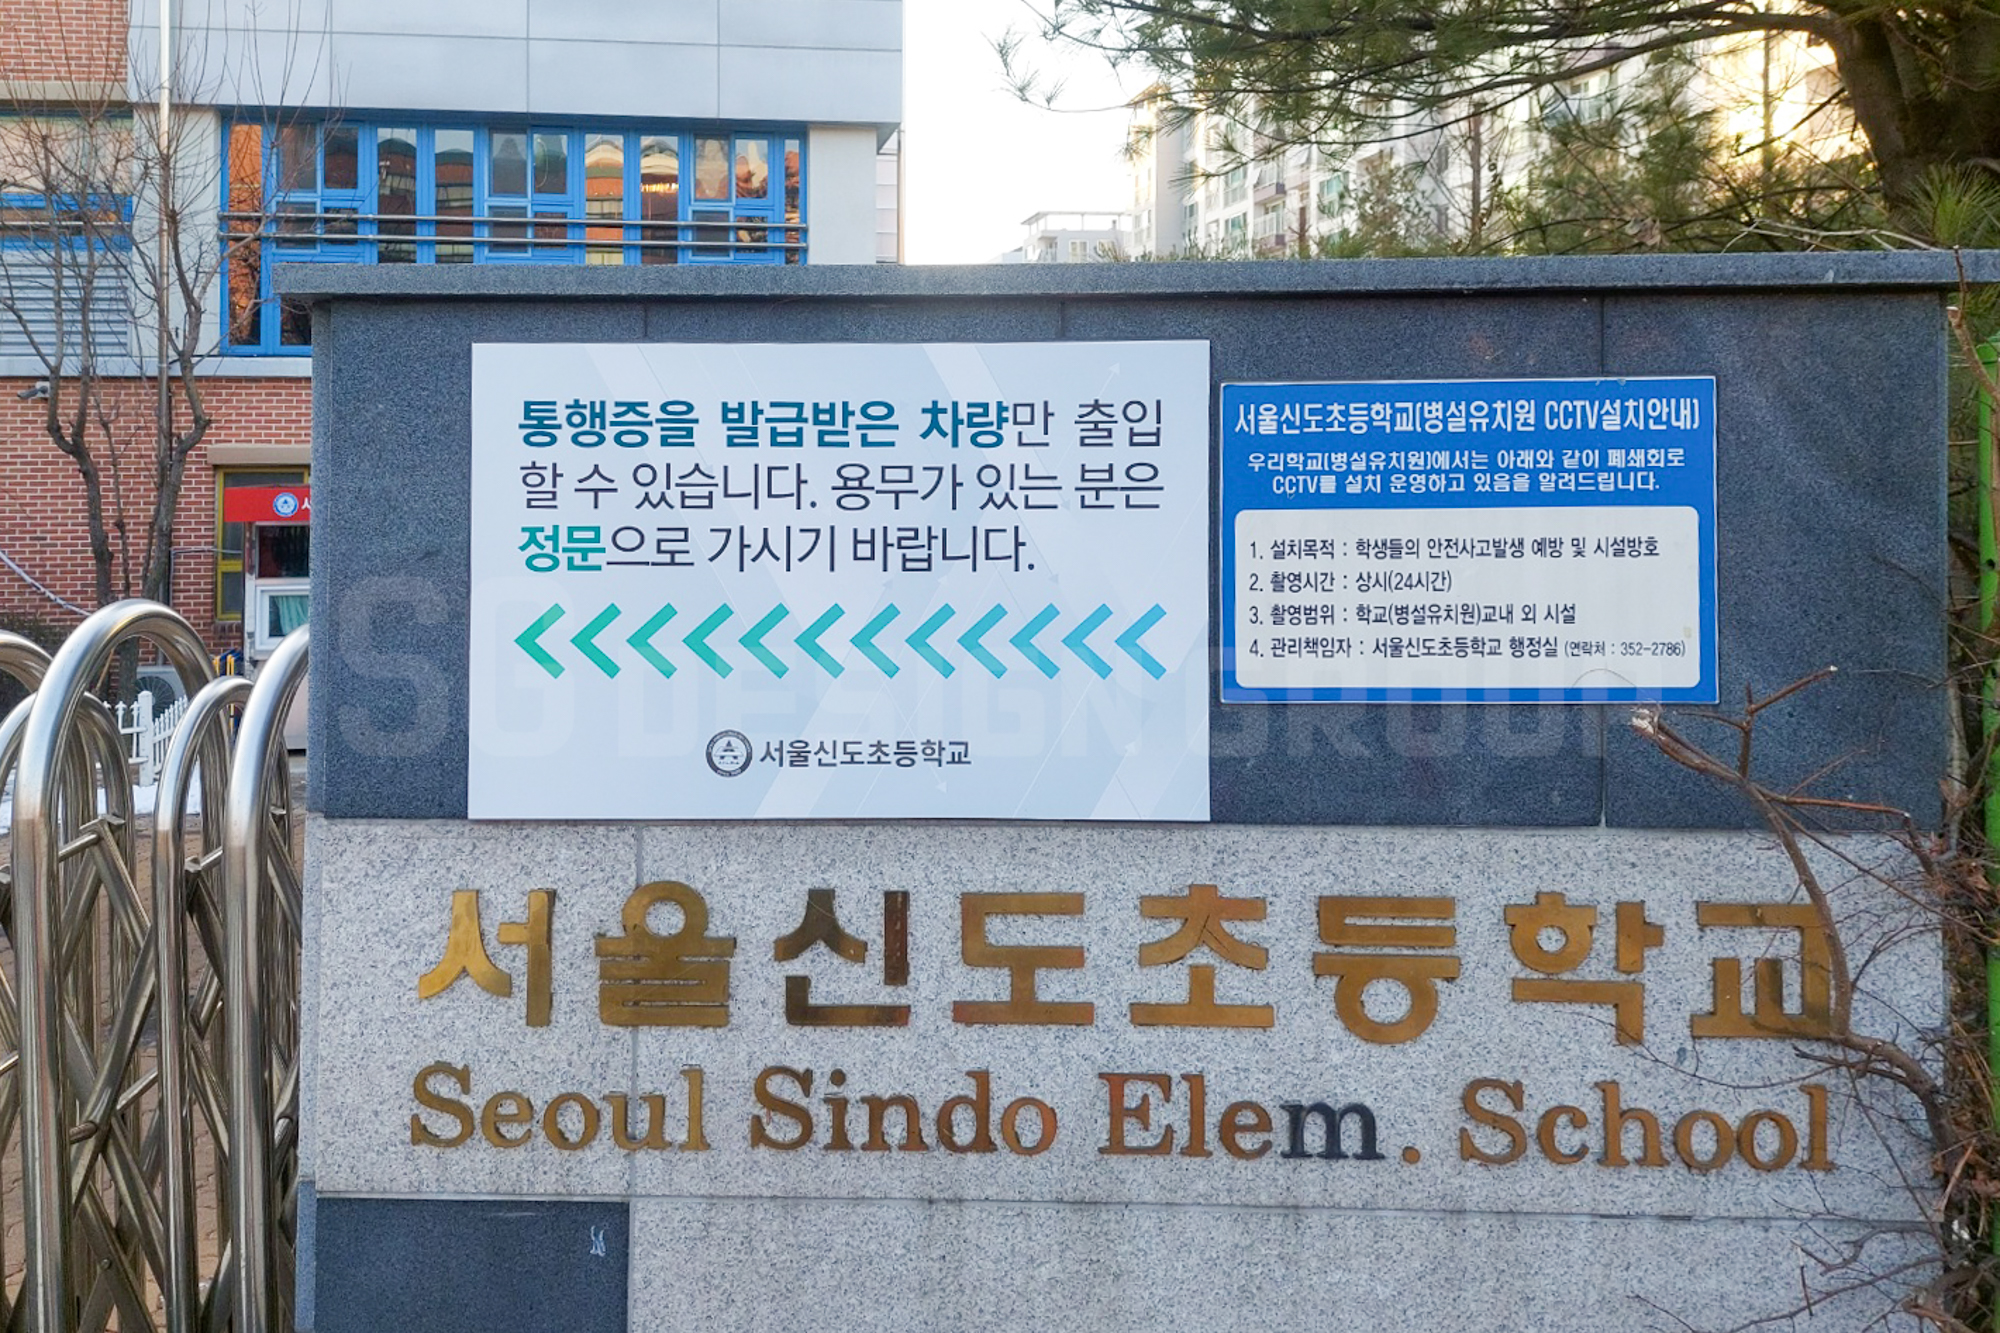 통행증을 발급받은 차량만 출입
할 수 있습니다. 용무가 있는 분은
정문으로 가시기 바랍니다.
서울신도초등학교
서울신도초등학교(병설유치원 CCTV설치안내)
우리학교(병설유치원)에서는 아래와 같이 폐쇄회로
CCTV를 설치 운영하고 있음을 알려드립니다.
1. 설치목적 : 학생들의 안전사고발생 예방 및 시설방호
2. 촬영시간 : 상시(24시간)
3. 촬영범위 : 학교(병설유치원)교내 외 시설
4. 관리책임자 : 서울신도초등학교 행정실 (연락처 : 352-2786)
SG DESIGN GROUP
서울신도초등학교
Seoul Sindo Elem. School